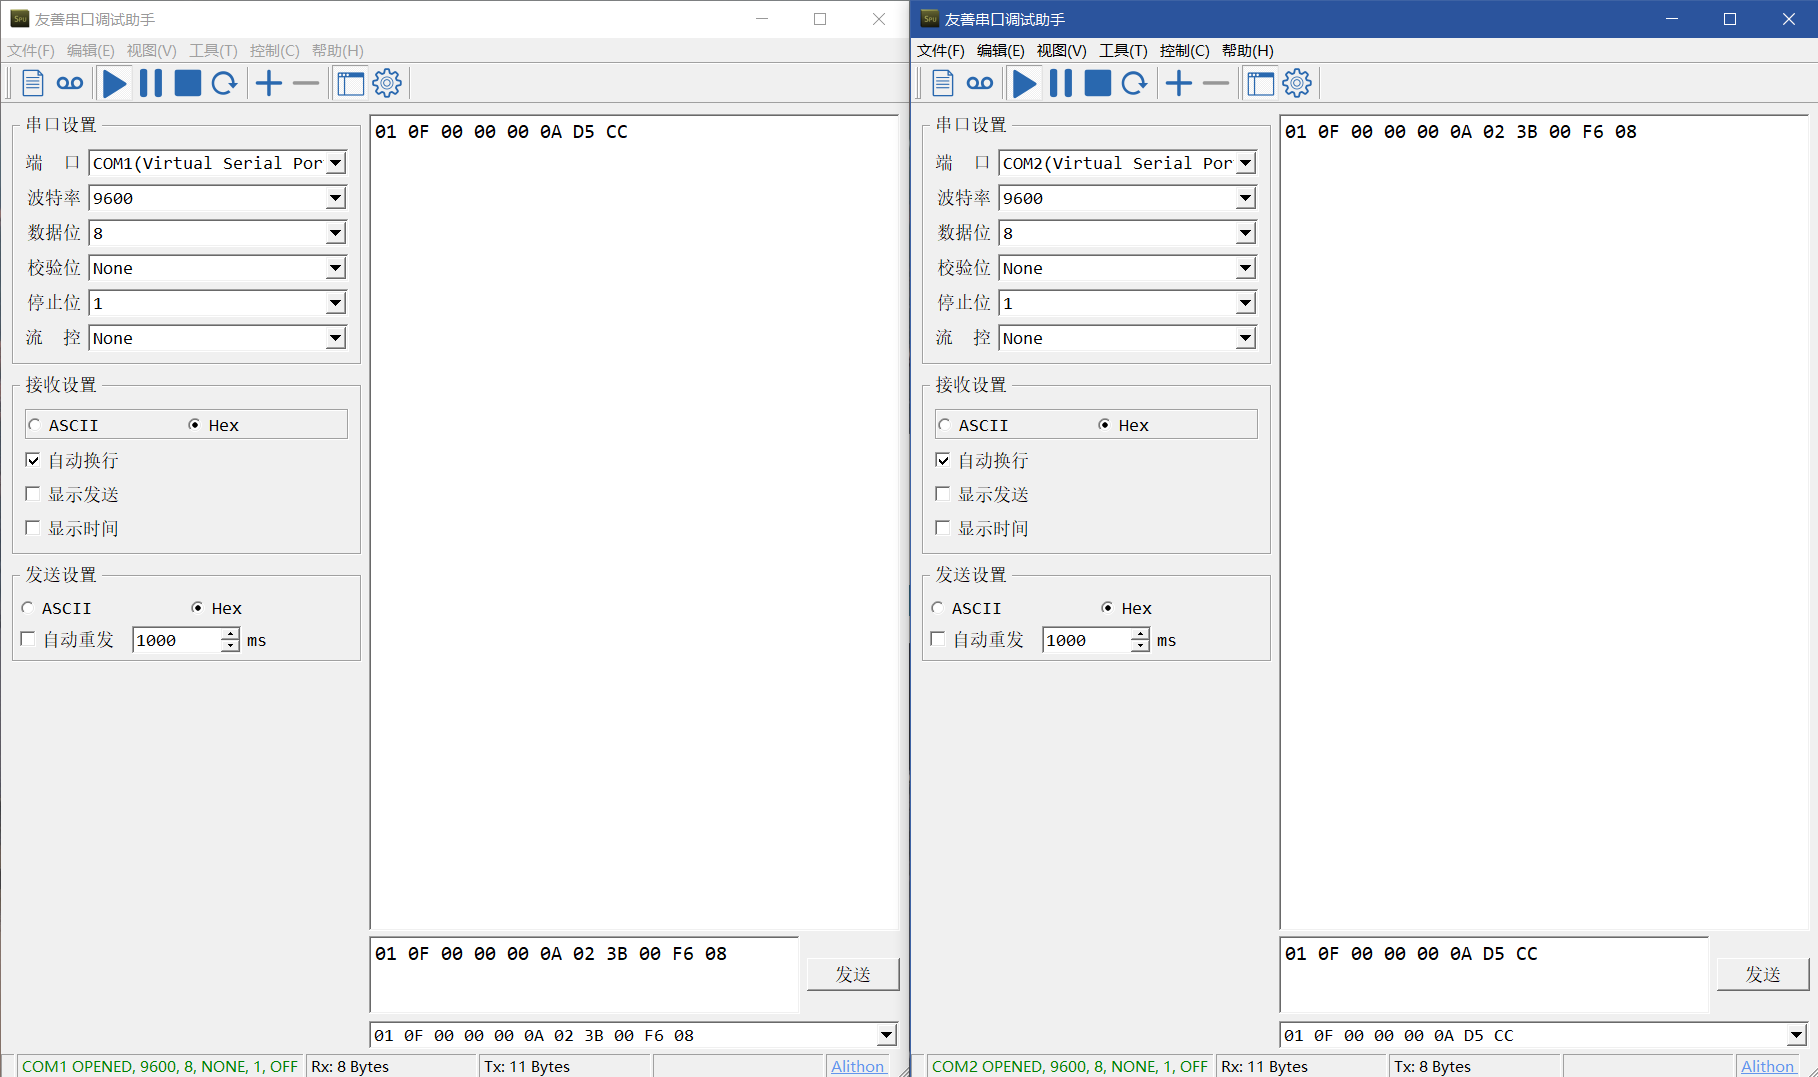 友善串口调试助手
文件(F) 编辑(E) 视图(V) 工具(T) 控制(C) 帮助(H)
串口设置
端 口 COM1(Virtual Serial Por
波特率 9600
数据位 8
校验位 None
停止位 1
流 控 None
接收设置
ASCII Hex
自动换行
显示发送
显示时间
发送设置
ASCII Hex
自动重发 1000 ms
01 0F 00 00 00 0A D5 CC
01 0F 00 00 00 0A 02 3B 00 F6 08
发送
01 0F 00 00 00 0A 02 3B 00 F6 08
COM1 OPENED, 9600, 8, NONE, 1, OFF Rx: 8 Bytes Tx: 11 Bytes Alithon
友善串口调试助手
文件(F) 编辑(E) 视图(V) 工具(T) 控制(C) 帮助(H)
串口设置
端 口 COM2(Virtual Serial Por
波特率 9600
数据位 8
校验位 None
停止位 1
流 控 None
接收设置
ASCII Hex
自动换行
显示发送
显示时间
发送设置
ASCII Hex
自动重发 1000 ms
01 0F 00 00 00 0A 02 3B 00 F6 08
01 0F 00 00 00 0A D5 CC
发送
01 0F 00 00 00 0A D5 CC
COM2 OPENED, 9600, 8, NONE, 1, OFF Rx: 11 Bytes Tx: 8 Bytes Alithon